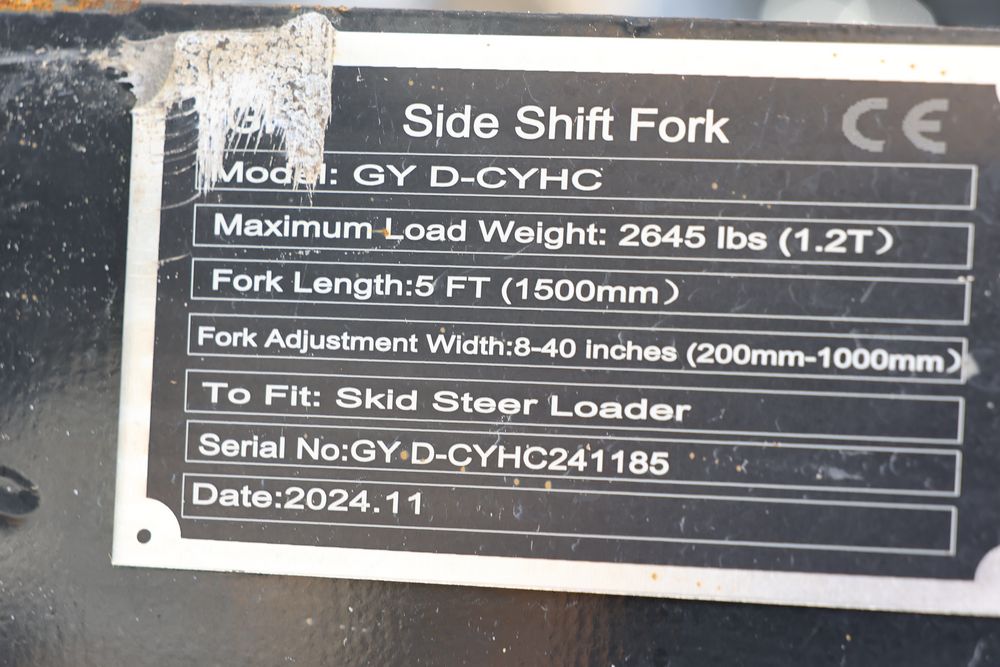 Side Shift Fork CE
Model: GY D-CYHC
Maximum Load Weight: 2645 lbs (1.2T)
Fork Length:5 FT (1500mm)
Fork Adjustment Width:8-40 inches (200mm-1000mm)
To Fit: Skid Steer Loader
Serial No:GY D-CYHC241185
Date:2024.11